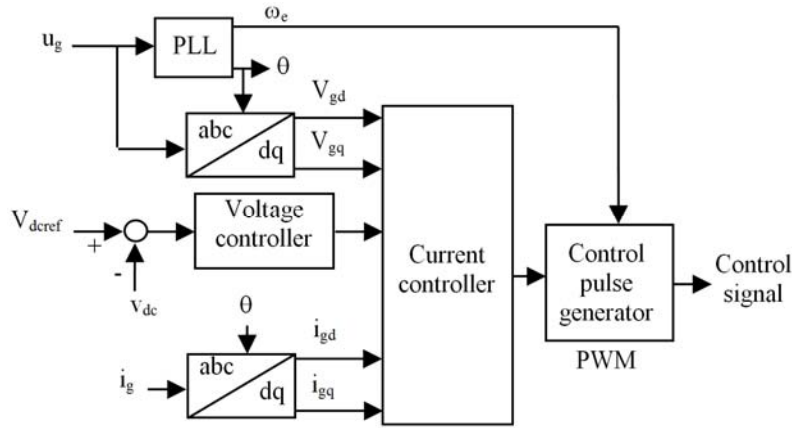 ωe
ug
PLL
θ
Vgd
abc
dq
Vgq
Vdcref
+
-
vdc
Voltage
controller
Current
controller
Control
pulse
generator
PWM
Control
signal
θ
igd
ig
abc
dq
igq